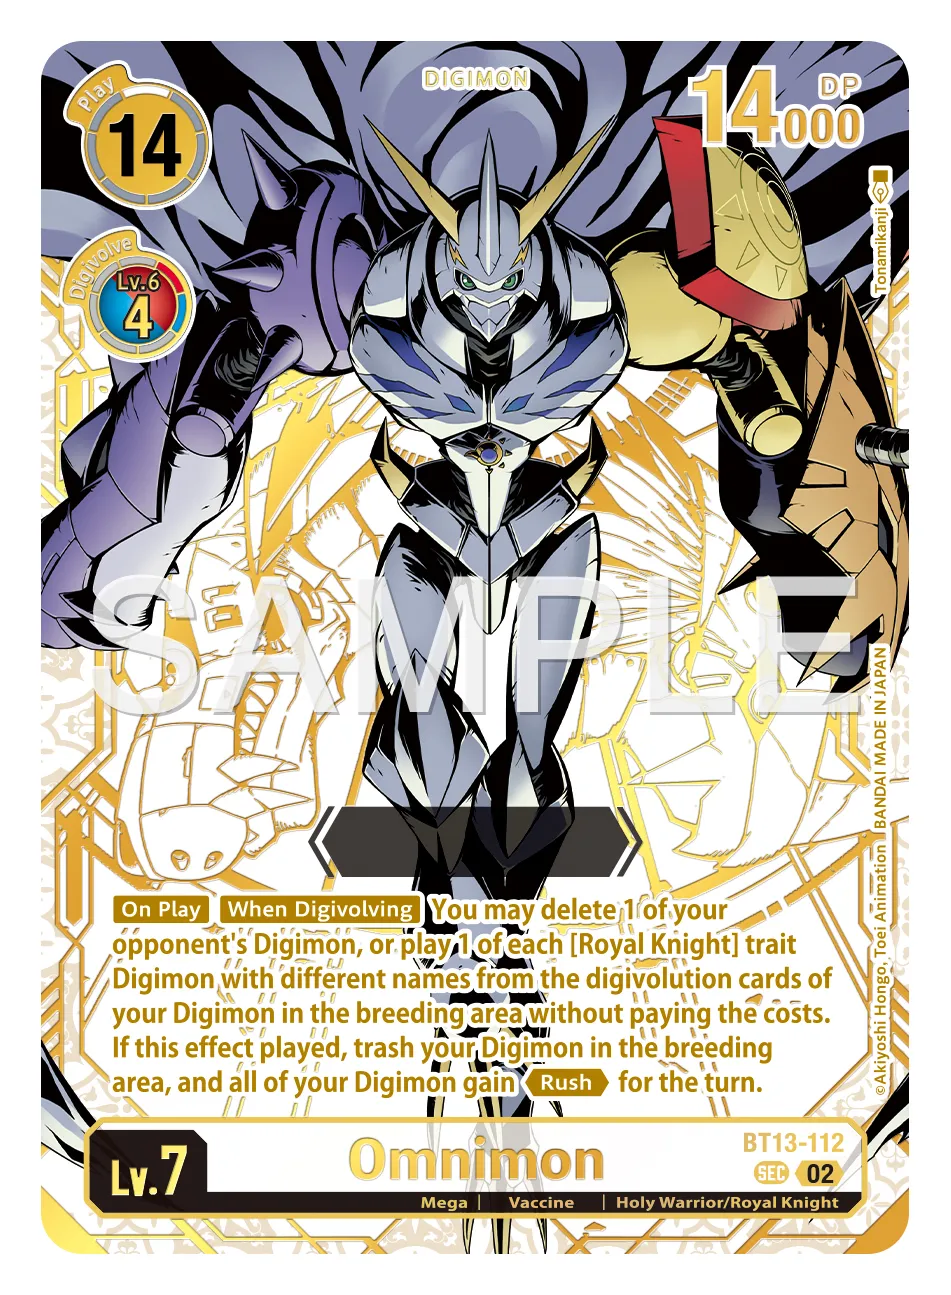 Play
14
DIGIMON
14000
DP
Digivolve
Lv.6
4
Tonamikanji
SAMPLE
On Play When Digivolving You may delete 1 of your
opponent's Digimon, or play 1 of each [Royal Knight] trait
Digimon with different names from the digivolution cards of
your Digimon in the breeding area without paying the costs.
If this effect played, trash your Digimon in the breeding
area, and all of your Digimon gain Rush for the turn.
©Akiyoshi Hongo, Toei Animation BANDAI MADE IN JAPAN
Lv.7
Omnimon
BT13-112
SEC 02
Mega | Vaccine | Holy Warrior/Royal Knight